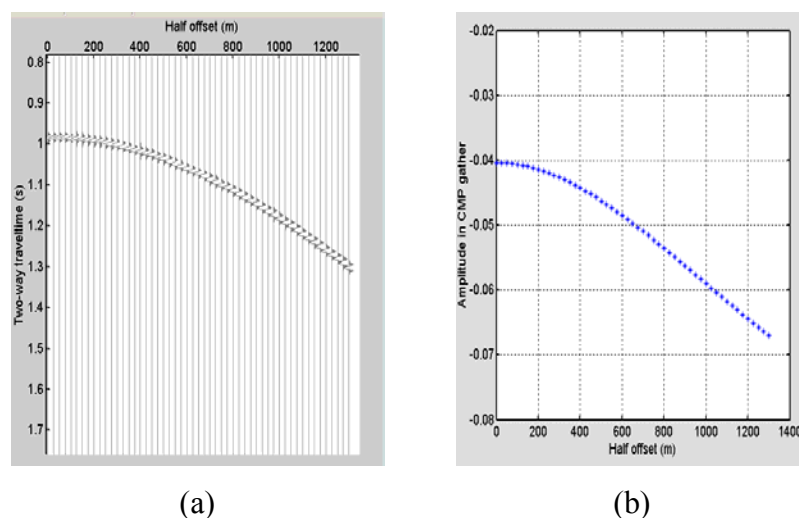 Half offset (m)
0 200 400 600 800 1000 1200
0.8
0.9
1
1.1
1.2
1.3
1.4
1.5
1.6
1.7
Two-way traveltime (s)
(a)
-0.02
-0.03
-0.04
-0.05
-0.06
-0.07
-0.08
Amplitude in CMP gather
0 200 400 600 800 1000 1200 1400
Half offset (m)
(b)